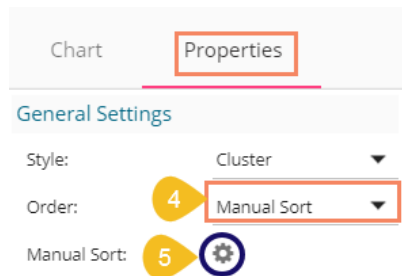 Chart Properties
General Settings
Style: Cluster
Order: 4 Manual Sort
Manual Sort: 5